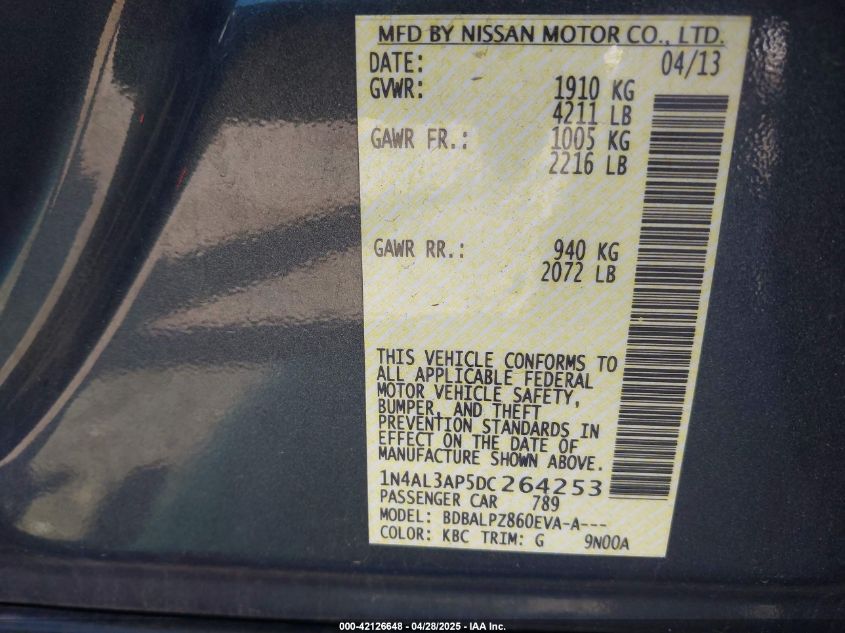 MFD BY NISSAN MOTOR CO., LTD.
DATE: 04/13
GVWR: 1910 KG
4211 LB
GAWR FR.: 1005 KG
2216 LB
GAWR RR.: 940 KG
2072 LB
THIS VEHICLE CONFORMS TO
ALL APPLICABLE FEDERAL
MOTOR VEHICLE SAFETY,
BUMPER, AND THEFT
PREVENTION STANDARDS IN
EFFECT ON THE DATE OF
MANUFACTURE SHOWN ABOVE.
1N4AL3AP5DC264253
PASSENGER CAR 789
MODEL: BDBALPZ860EVA-A---
COLOR: KBC TRIM: G 9N00A
000-42126648 / 04/28/2025 - IAA Inc.